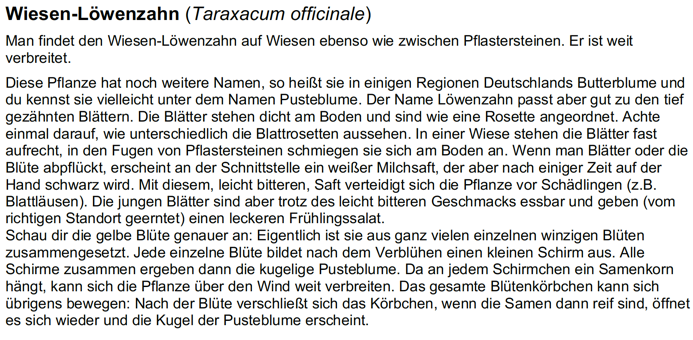 Wiesen-Löwenzahn (Taraxacum officinale)
Man findet den Wiesen-Löwenzahn auf Wiesen ebenso wie zwischen Pflastersteinen. Er ist weit
verbreitet.
Diese Pflanze hat noch weitere Namen, so heißt sie in einigen Regionen Deutschlands Butterblume und
du kennst sie vielleicht unter dem Namen Pusteblume. Der Name Löwenzahn passt aber gut zu den tief
gezähnten Blättern. Die Blätter stehen dicht am Boden und sind wie eine Rosette angeordnet. Achte
einmal darauf, wie unterschiedlich die Blattrosetten aussehen. In einer Wiese stehen die Blätter fast
aufrecht, in den Fugen von Pflastersteinen schmiegen sie sich am Boden an. Wenn man Blätter oder die
Blüte abpflückt, erscheint an der Schnittstelle ein weißer Milchsaft, der aber nach einiger Zeit auf der
Hand schwarz wird. Mit diesem, leicht bitteren, Saft verteidigt sich die Pflanze vor Schädlingen (z.B.
Blattläusen). Die jungen Blätter sind aber trotz des leicht bitteren Geschmacks essbar und geben (vom
richtigen Standort geerntet) einen leckeren Frühlingssalat.
Schau dir die gelbe Blüte genauer an: Eigentlich ist sie aus ganz vielen einzelnen winzigen Blüten
zusammengesetzt. Jede einzelne Blüte bildet nach dem Verblühen einen kleinen Schirm aus. Alle
Schirme zusammen ergeben dann die kugelige Pusteblume. Da an jedem Schirmchen ein Samenkorn
hängt, kann sich die Pflanze über den Wind weit verbreiten. Das gesamte Blütenkörbchen kann sich
übrigens bewegen: Nach der Blüte verschließt sich das Körbchen, wenn die Samen dann reif sind, öffnet
es sich wieder und die Kugel der Pusteblume erscheint.